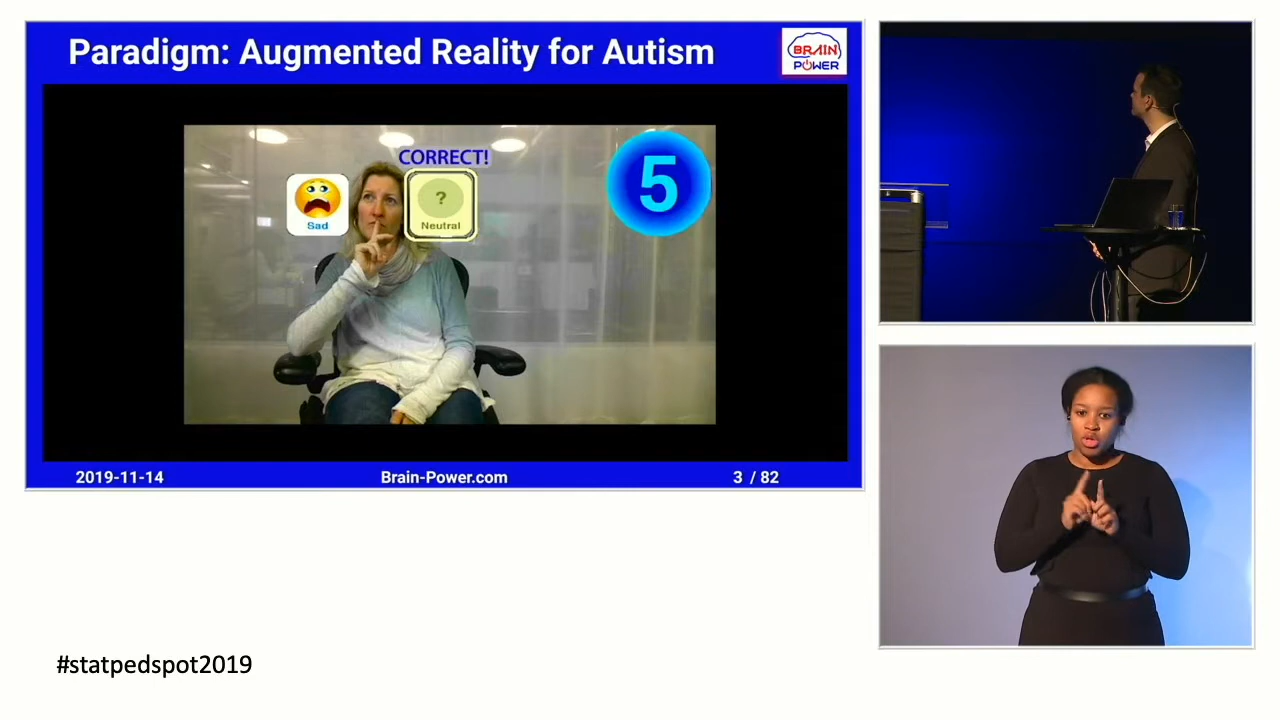 Paradigm: Augmented Reality for Autism
BRAIN
POWER
CORRECT!
5
Sad
?
Neutral
2019-11-14
Brain-Power.com
3 / 82
#statpedspot2019